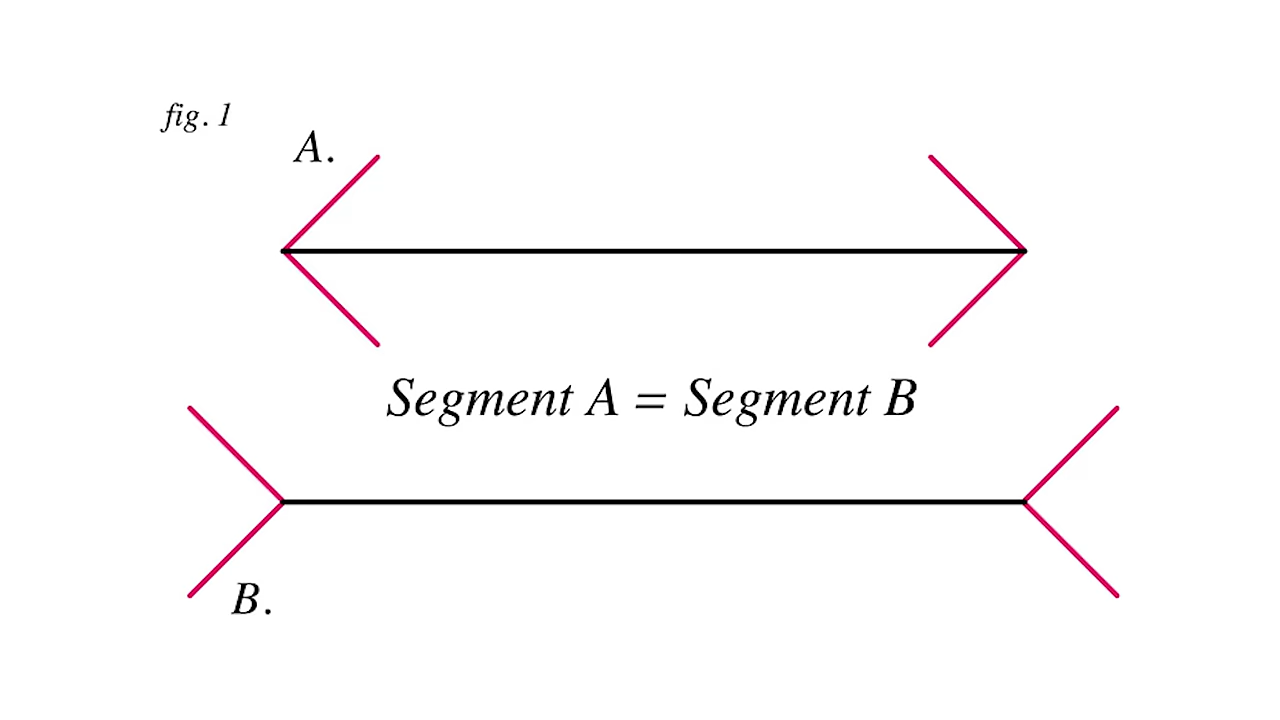 fig. 1
A.
Segment A = Segment B
B.